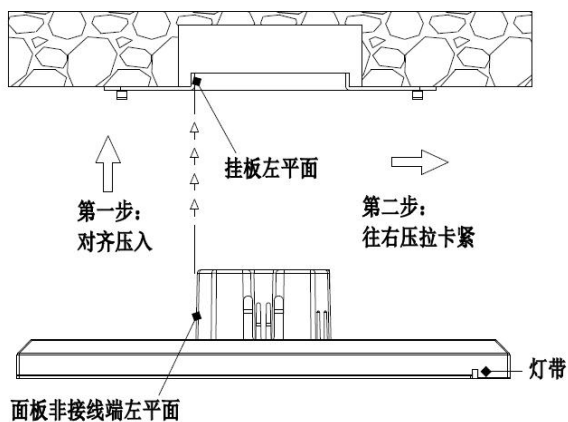 挂板左平面
第一步：
对齐压入
第二步：
往右压拉卡紧
灯带
面板非接线端左平面